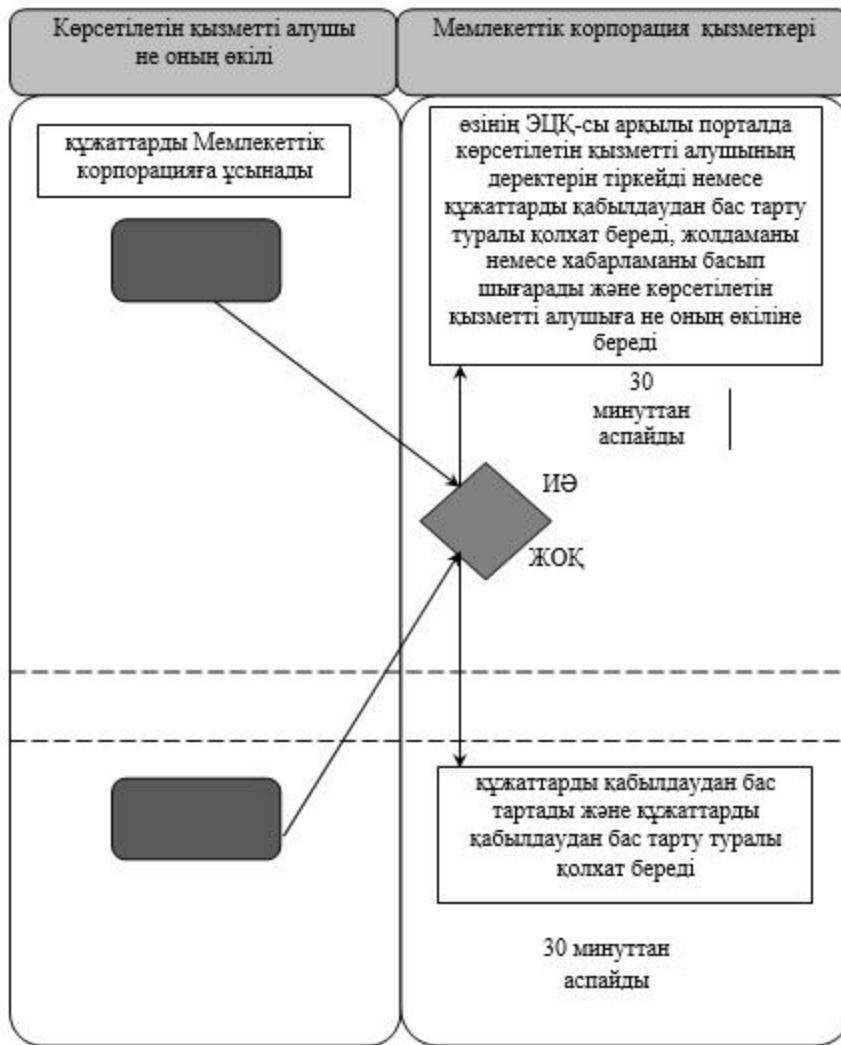 Көрсетілетін қызметті алушы
не оның өкілі
Мемлекеттік корпорация қызметкері
құжаттарды Мемлекеттік
корпорацияға ұсынады
өзінің ЭЦҚ-сы арқылы порталда
көрсетілетін қызметті алушының
деректерін тіркейді немесе
құжаттарды қабылдаудан бас тарту
туралы қолхат береді, жолдаманы
немесе хабарламаны басып
шығарады және көрсетілетін
қызметті алушыға не оның өкіліне
береді
30
минуттан
аспайды
ИӘ
ЖОҚ
құжаттарды қабылдаудан бас
тартады және құжаттарды
қабылдаудан бас тарту туралы
қолхат береді
30 минуттан
аспайды